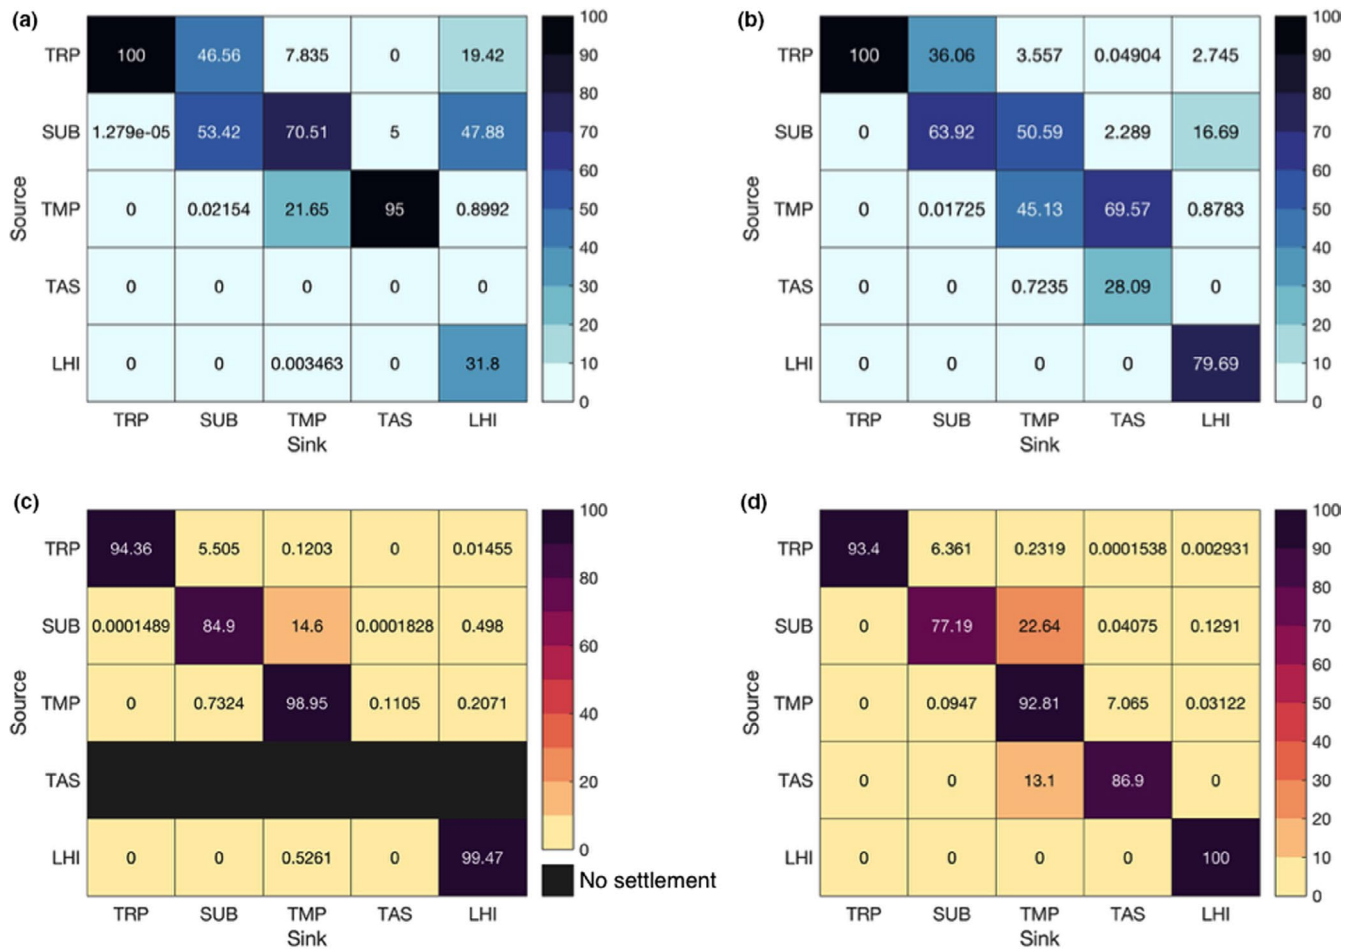 (a)
100
TRP 100 46.56 7.835 0 19.42
90
80
SUB 1.279e-05 53.42 70.51 5 47.88
70
60
Source
TMP 0 0.02154 21.65 95 0.8992
50
40
TAS 0 0 0 0 0
30
20
LHI 0 0 0.003463 0 31.8
10
0
TRP SUB TMP TAS LHI
Sink
(b)
100
TRP 100 36.06 3.557 0.04904 2.745
90
80
SUB 0 63.92 50.59 2.289 16.69
70
60
Source
TMP 0 0.01725 45.13 69.57 0.8783
50
40
TAS 0 0 0.7235 28.09 0
30
20
LHI 0 0 0 0 79.69
10
0
TRP SUB TMP TAS LHI
Sink
(c)
100
TRP 94.36 5.505 0.1203 0 0.01455
80
SUB 0.0001489 84.9 14.6 0.0001828 0.498
60
Source
TMP 0 0.7324 98.95 0.1105 0.2071
40
TAS
20
LHI 0 0 0.5261 0 99.47
0
No settlement
TRP SUB TMP TAS LHI
Sink
(d)
100
TRP 93.4 6.361 0.2319 0.0001538 0.002931
90
80
SUB 0 77.19 22.64 0.04075 0.1291
70
60
Source
TMP 0 0.0947 92.81 7.065 0.03122
50
40
TAS 0 0 13.1 86.9 0
30
20
LHI 0 0 0 0 100
10
0
TRP SUB TMP TAS LHI
Sink